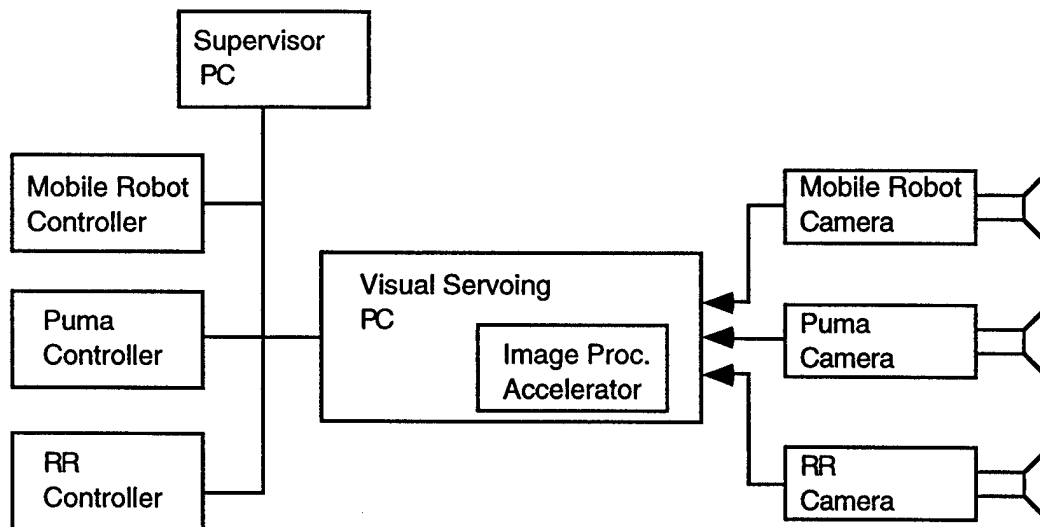 Supervisor
PC
Mobile Robot
Controller
Puma
Controller
RR
Controller
Visual Servoing
PC
Image Proc.
Accelerator
Mobile Robot
Camera
Puma
Camera
RR
Camera